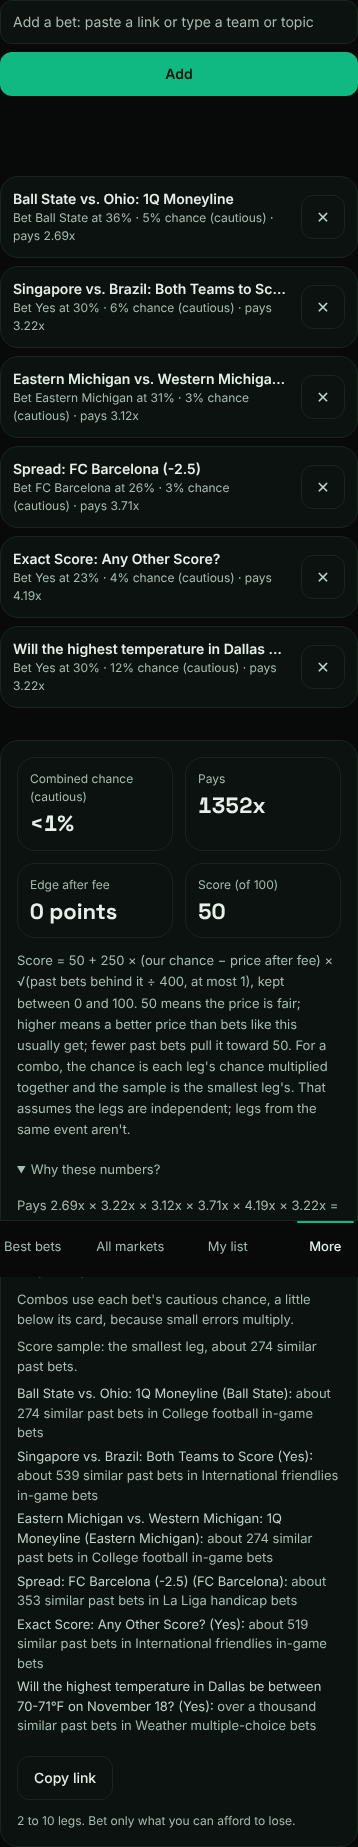 Add a bet: paste a link or type a team or topic
Add
Ball State vs. Ohio: 1Q Moneyline
Bet Ball State at 36% · 5% chance (cautious) ·
pays 2.69x
✕
Singapore vs. Brazil: Both Teams to Sc...
Bet Yes at 30% · 6% chance (cautious) · pays
3.22x
✕
Eastern Michigan vs. Western Michiga...
Bet Eastern Michigan at 31% · 3% chance
(cautious) · pays 3.12x
✕
Spread: FC Barcelona (-2.5)
Bet FC Barcelona at 26% · 3% chance
(cautious) · pays 3.71x
✕
Exact Score: Any Other Score?
Bet Yes at 23% · 4% chance (cautious) · pays
4.19x
✕
Will the highest temperature in Dallas ...
Bet Yes at 30% · 12% chance (cautious) · pays
3.22x
✕
Combined chance
(cautious)
<1%
Pays
1352x
Edge after fee
0 points
Score (of 100)
50
Score = 50 + 250 × (our chance − price after fee) ×
√(past bets behind it ÷ 400, at most 1), kept
between 0 and 100. 50 means the price is fair;
higher means a better price than bets like this
usually get; fewer past bets pull it toward 50. For a
combo, the chance is each leg's chance multiplied
together and the sample is the smallest leg's. That
assumes the legs are independent; legs from the
same event aren't.
▼ Why these numbers?
Pays 2.69x × 3.22x × 3.12x × 3.71x × 4.19x × 3.22x =
Best bets
All markets
My list
More
Combos use each bet's cautious chance, a little
below its card, because small errors multiply.
Score sample: the smallest leg, about 274 similar
past bets.
Ball State vs. Ohio: 1Q Moneyline (Ball State): about
274 similar past bets in College football in-game
bets
Singapore vs. Brazil: Both Teams to Score (Yes):
about 539 similar past bets in International friendlies
in-game bets
Eastern Michigan vs. Western Michigan: 1Q
Moneyline (Eastern Michigan): about 274 similar
past bets in College football in-game bets
Spread: FC Barcelona (-2.5) (FC Barcelona): about
353 similar past bets in La Liga handicap bets
Exact Score: Any Other Score? (Yes): about 519
similar past bets in International friendlies in-game
bets
Will the highest temperature in Dallas be between
70-71°F on November 18? (Yes): over a thousand
similar past bets in Weather multiple-choice bets
Copy link
2 to 10 legs. Bet only what you can afford to lose.